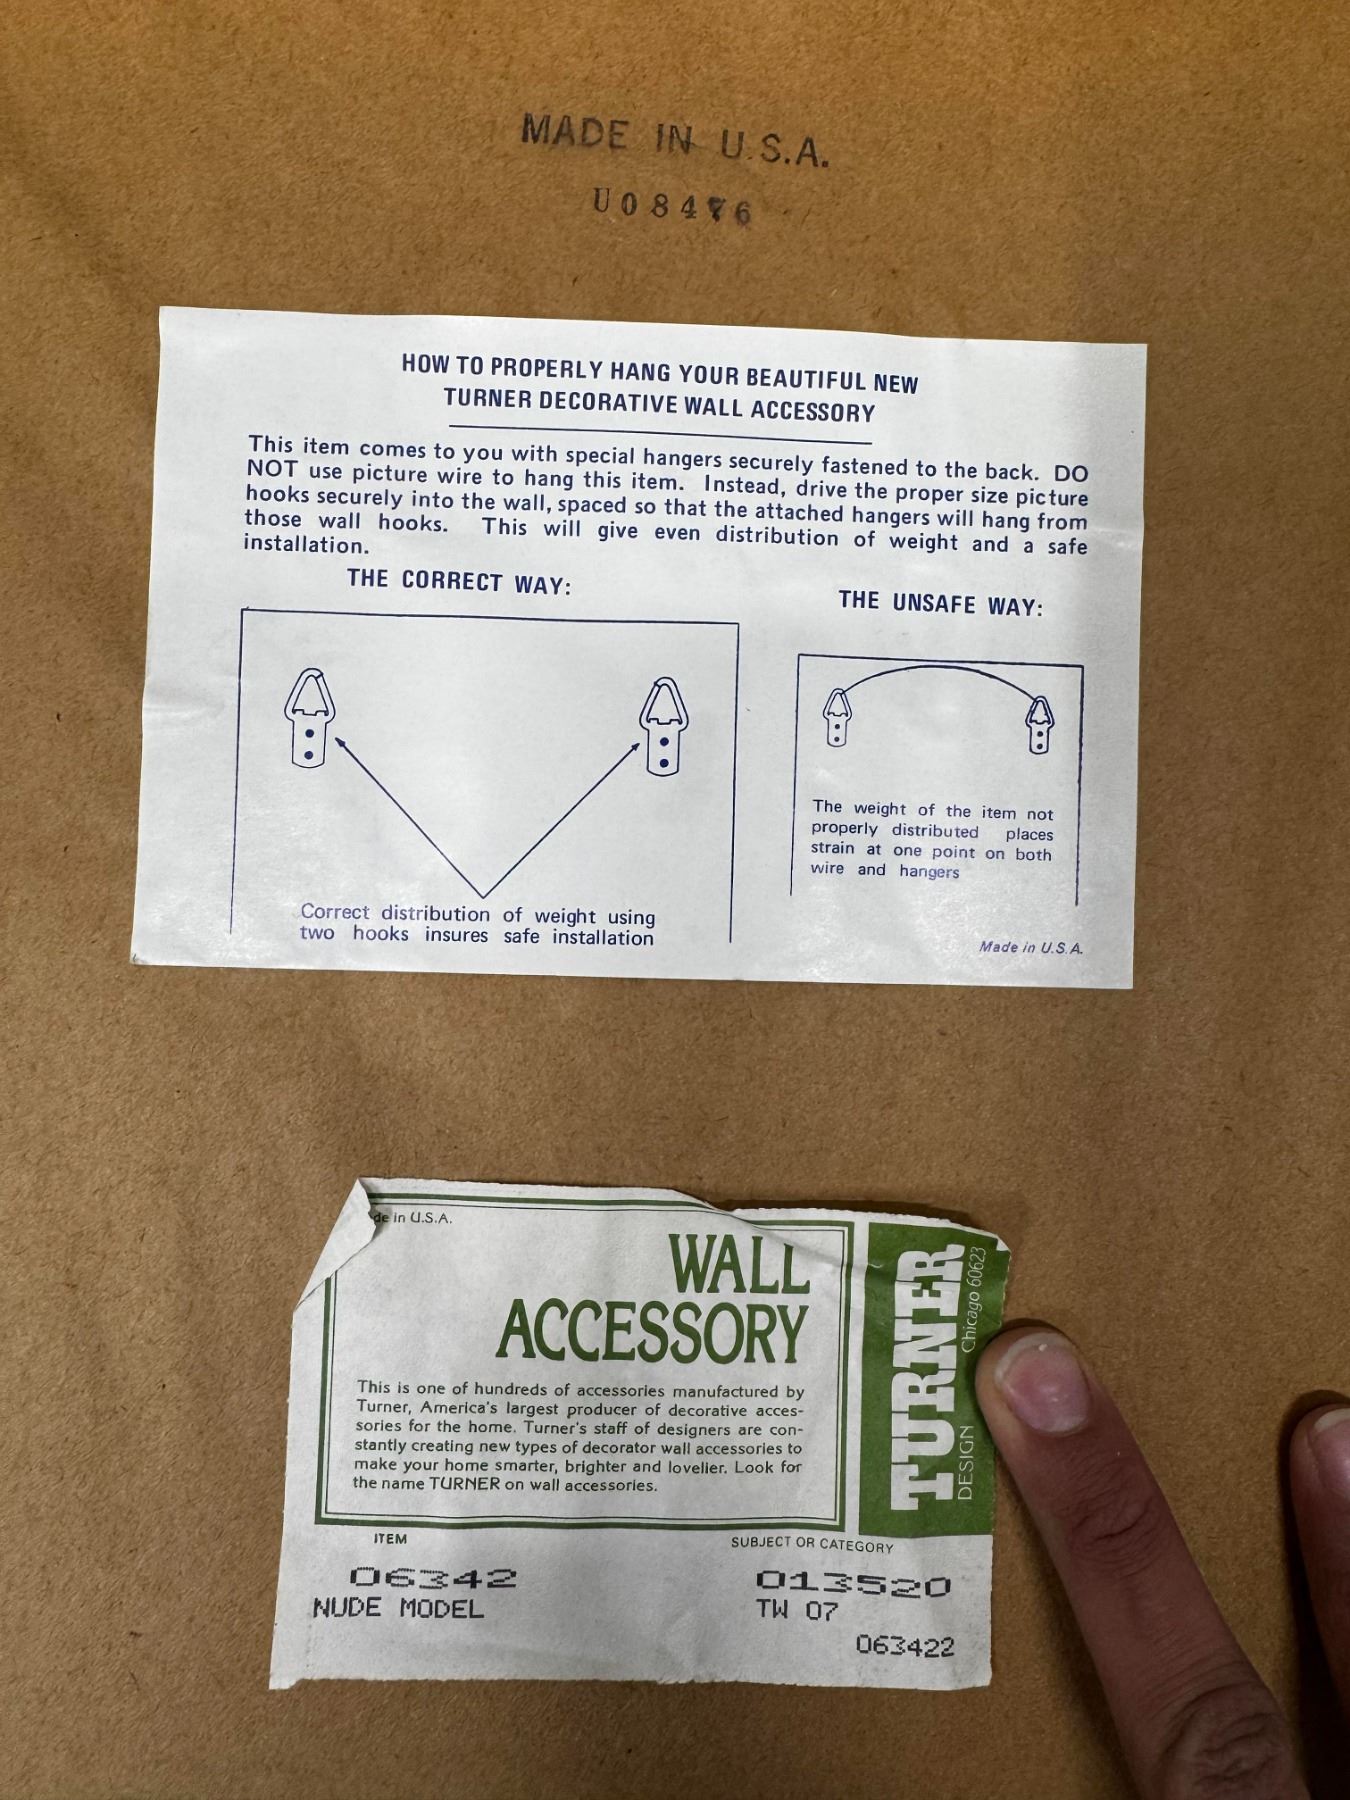 MADE IN U.S.A.
U08476
HOW TO PROPERLY HANG YOUR BEAUTIFUL NEW
TURNER DECORATIVE WALL ACCESSORY
This item comes to you with special hangers securely fastened to the back. DO
NOT use picture wire to hang this item. Instead, drive the proper size picture
hooks securely into the wall, spaced so that the attached hangers will hang from
those wall hooks. This will give even distribution of weight and a safe
installation.
THE CORRECT WAY:
Correct distribution of weight using
two hooks insures safe installation
THE UNSAFE WAY:
The weight of the item not
properly distributed places
strain at one point on both
wire and hangers
Made in U.S.A.
de in U.S.A.
WALL
ACCESSORY
This is one of hundreds of accessories manufactured by
Turner, America's largest producer of decorative acces-
sories for the home. Turner's staff of designers are con-
stantly creating new types of decorator wall accessories to
make your home smarter, brighter and lovelier. Look for
the name TURNER on wall accessories.
TURNER
DESIGN Chicago 60623
ITEM
06342
NUDE MODEL
SUBJECT OR CATEGORY
013520
TW 07
063422